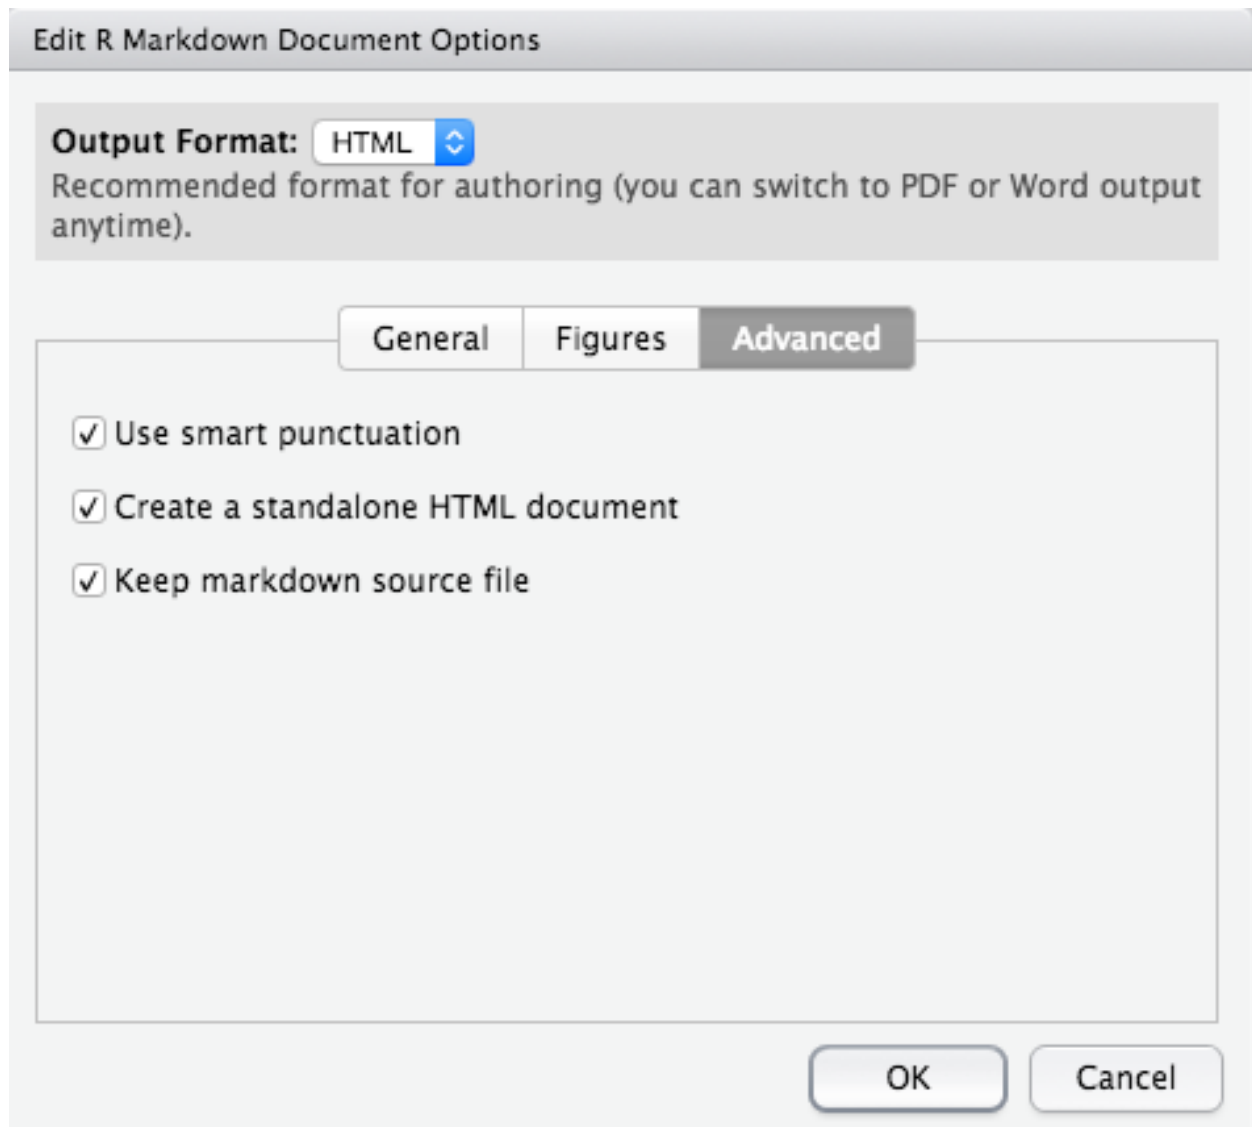 Edit R Markdown Document Options
Output Format: HTML
Recommended format for authoring (you can switch to PDF or Word output
anytime).
General Figures Advanced
Use smart punctuation
Create a standalone HTML document
Keep markdown source file
OK Cancel